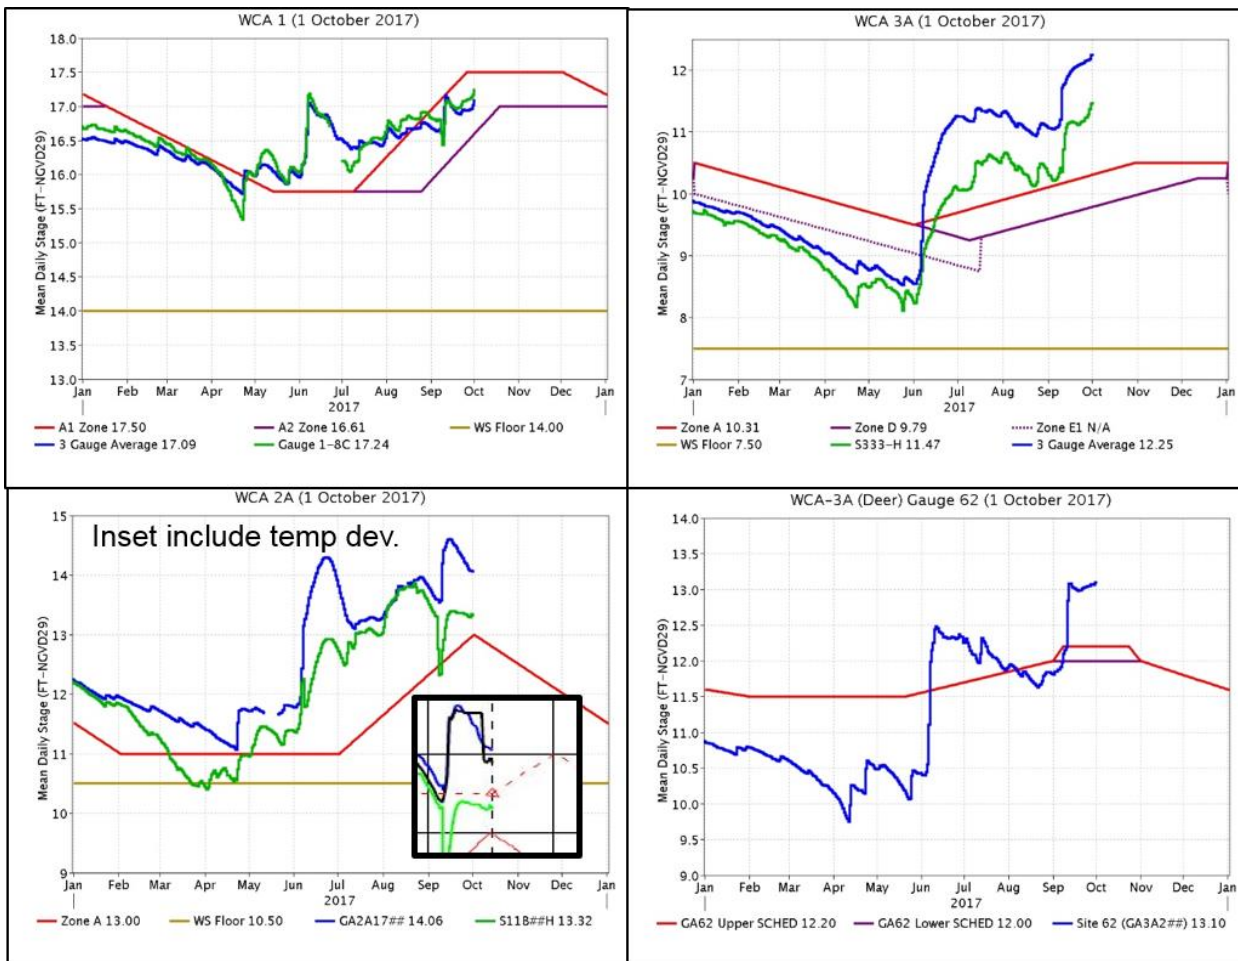 WCA 1 (1 October 2017)
Mean Daily Stage (FT-NGVD29)
18.0
17.5
17.0
16.5
16.0
15.5
15.0
14.5
14.0
13.5
13.0
Jan Feb Mar Apr May Jun Jul Aug Sep Oct Nov Dec Jan
2017
A1 Zone 17.50 A2 Zone 16.61 WS Floor 14.00
3 Gauge Average 17.09 Gauge 1-8C 17.24
WCA 3A (1 October 2017)
Mean Daily Stage (FT-NGVD29)
12
11
10
9
8
7
Jan Feb Mar Apr May Jun Jul Aug Sep Oct Nov Dec Jan
2017
Zone A 10.31 Zone D 9.79 Zone E1 N/A
WS Floor 7.50 S333-H 11.47 3 Gauge Average 12.25
WCA 2A (1 October 2017)
Inset include temp dev.
Mean Daily Stage (FT-NGVD29)
15
14
13
12
11
10
9
Jan Feb Mar Apr May Jun Jul Aug Sep Oct Nov Dec Jan
2017
Zone A 13.00 WS Floor 10.50 GA2A17## 14.06 S11B##H 13.32
WCA-3A (Deer) Gauge 62 (1 October 2017)
Mean Daily Stage (FT-NGVD29)
14.0
13.5
13.0
12.5
12.0
11.5
11.0
10.5
10.0
9.5
9.0
Jan Feb Mar Apr May Jun Jul Aug Sep Oct Nov Dec Jan
2017
GA62 Upper SCHED 12.20 GA62 Lower SCHED 12.00 Site 62 (GA3A2##) 13.10